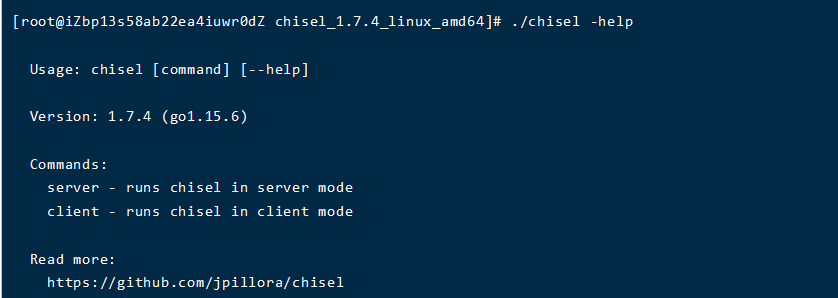 [root@iZbp13s58ab22ea4iuwr0dZ chisel_1.7.4_linux_amd64]# ./chisel -help
Usage: chisel [command] [--help]
Version: 1.7.4 (go1.15.6)
Commands:
server - runs chisel in server mode
client - runs chisel in client mode
Read more:
https://github.com/jpillora/chisel